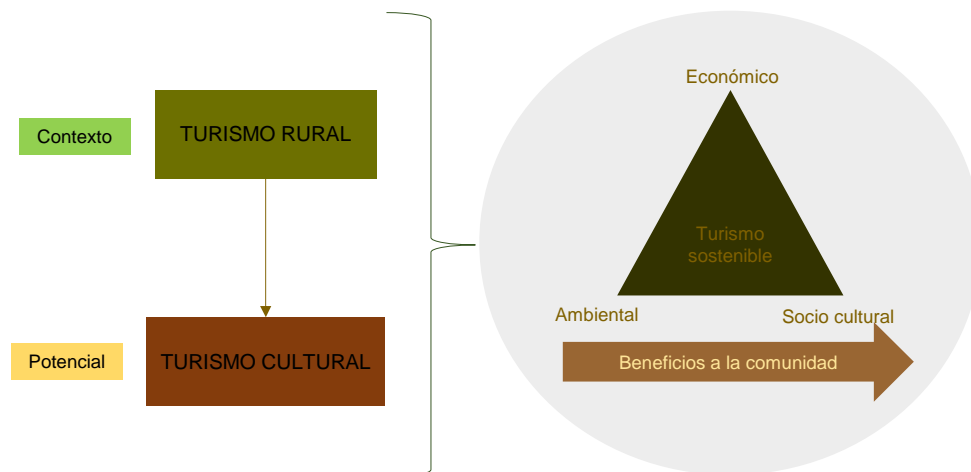 Contexto
TURISMO RURAL
Potencial
TURISMO CULTURAL
Económico
Turismo
sostenible
Ambiental
Socio cultural
Beneficios a la comunidad